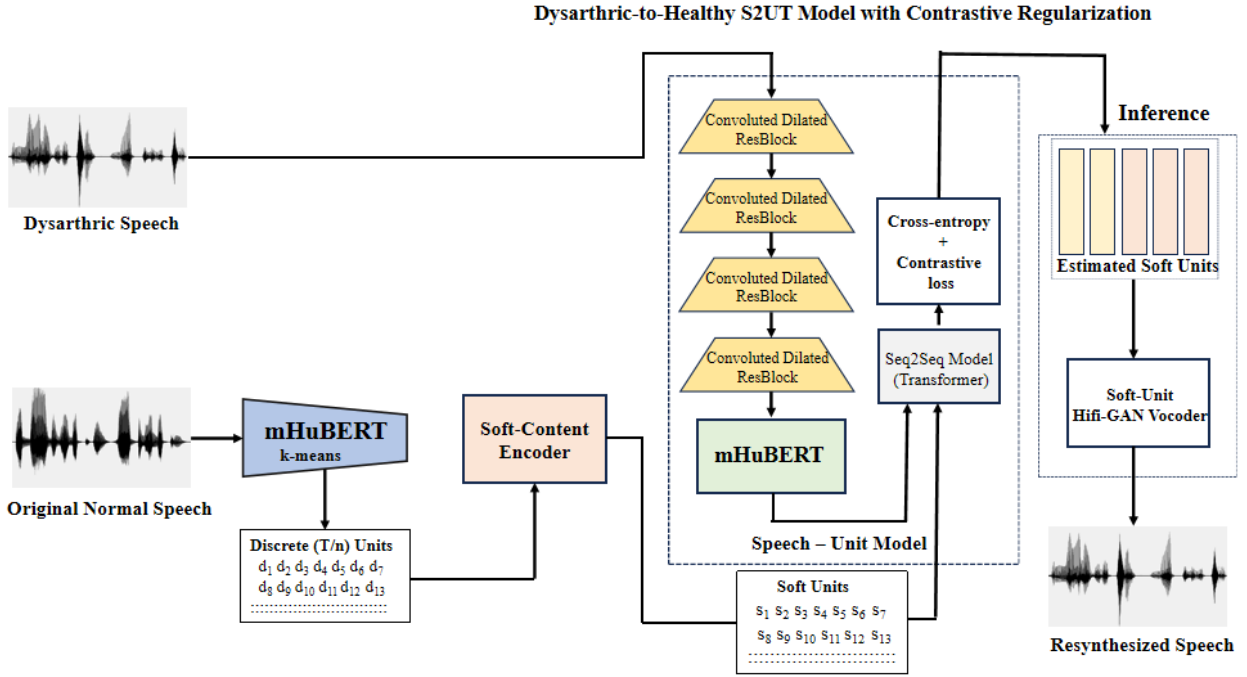 Dysarthric-to-Healthy S2UT Model with Contrastive Regularization
Dysarthric Speech
Convoluted Dilated
ResBlock
Convoluted Dilated
ResBlock
Convoluted Dilated
ResBlock
Convoluted Dilated
ResBlock
mHuBERT
Cross-entropy
+
Contrastive
loss
Seq2Seq Model
(Transformer)
Speech – Unit Model
Original Normal Speech
mHuBERT
k-means
Discrete (T/n) Units
d1 d2 d3 d4 d5 d6 d7
d8 d9 d10 d11 d12 d13
Soft-Content
Encoder
Soft Units
s1 s2 s3 s4 s5 s6 s7
s8 s9 s10 s11 s12 s13
Inference
Estimated Soft Units
Soft-Unit
Hifi-GAN Vocoder
Resynthesized Speech